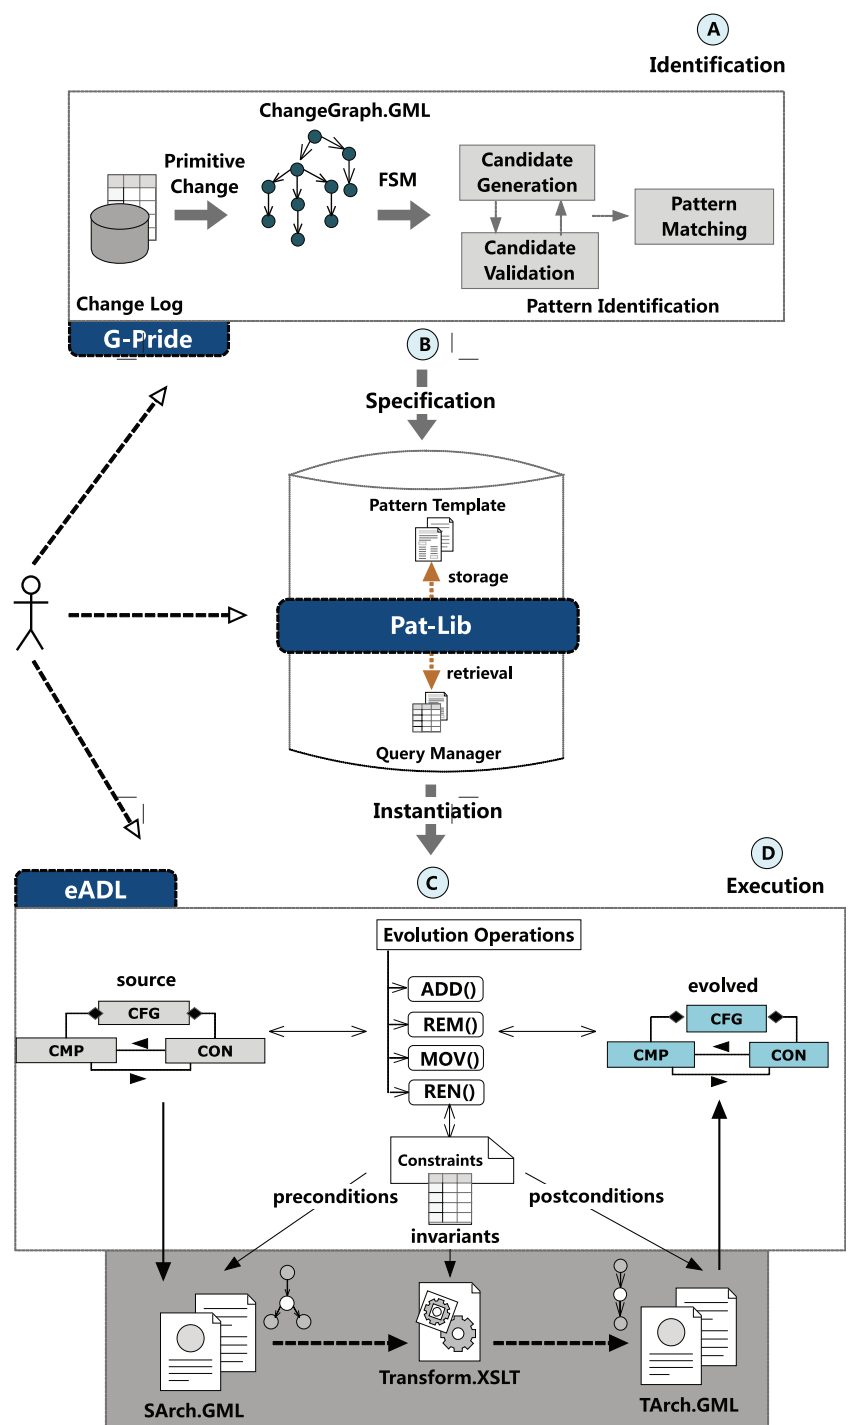 A
Identification
ChangeGraph.GML
Primitive
Change
FSM
Candidate
Generation
Pattern
Matching
Candidate
Validation
Change Log
Pattern Identification
G-Pride
B
Specification
Pattern Template
storage
Pat-Lib
retrieval
Query Manager
Instantiation
D
eADL
C
Execution
Evolution Operations
source
evolved
ADD()
CFG
CFG
REM()
CMP
CON
MOV()
CMP
CON
REN()
Constraints
preconditions
postconditions
invariants
Transform.XSLT
SArch.GML
TArch.GML